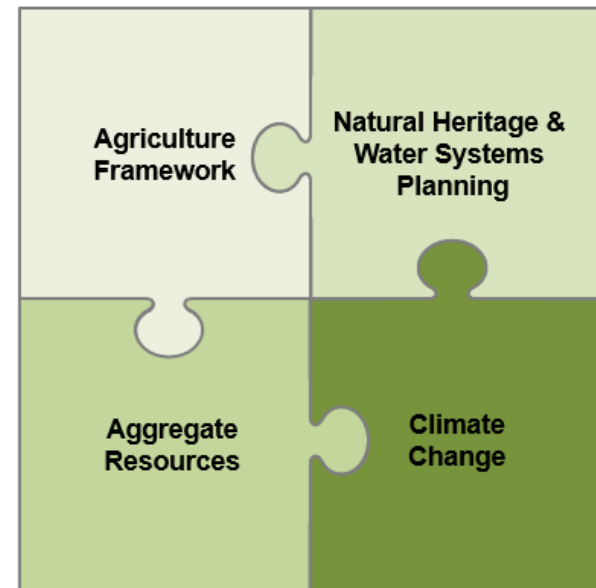 Agriculture
Framework
Natural Heritage &
Water Systems
Planning
Aggregate
Resources
Climate
Change